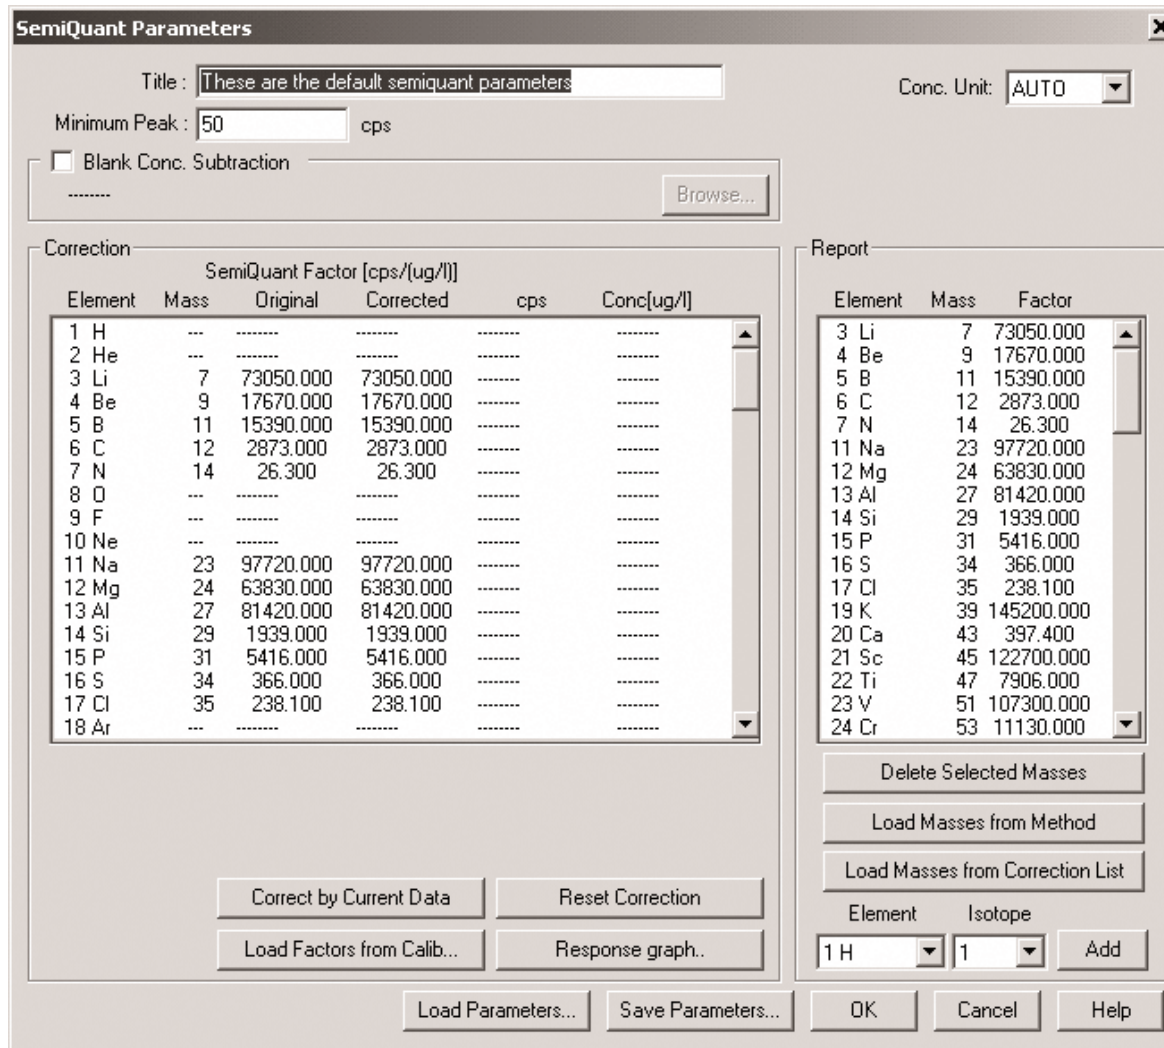 SemiQuant Parameters
Title : These are the default semiquant parameters
Conc. Unit: AUTO
Minimum Peak : 50 cps
Blank Conc. Subtraction
--------
Browse...
Correction
SemiQuant Factor [cps/(ug/l)]
Element Mass Original Corrected cps Conc[ug/l]
1 H --- ------- ------- ------- -------
2 He --- ------- ------- ------- -------
3 Li 7 73050.000 73050.000 ------- -------
4 Be 9 17670.000 17670.000 ------- -------
5 B 11 15390.000 15390.000 ------- -------
6 C 12 2873.000 2873.000 ------- -------
7 N 14 26.300 26.300 ------- -------
8 O --- ------- ------- ------- -------
9 F --- ------- ------- ------- -------
10 Ne --- ------- ------- ------- -------
11 Na 23 97720.000 97720.000 ------- -------
12 Mg 24 63830.000 63830.000 ------- -------
13 Al 27 81420.000 81420.000 ------- -------
14 Si 29 1939.000 1939.000 ------- -------
15 P 31 5416.000 5416.000 ------- -------
16 S 34 366.000 366.000 ------- -------
17 Cl 35 238.100 238.100 ------- -------
18 Ar --- ------- ------- ------- -------
Correct by Current Data
Reset Correction
Load Factors from Calib...
Response graph..
Report
Element Mass Factor
3 Li 7 73050.000
4 Be 9 17670.000
5 B 11 15390.000
6 C 12 2873.000
7 N 14 26.300
11 Na 23 97720.000
12 Mg 24 63830.000
13 Al 27 81420.000
14 Si 29 1939.000
15 P 31 5416.000
16 S 34 366.000
17 Cl 35 238.100
19 K 39 145200.000
20 Ca 43 397.400
21 Sc 45 122700.000
22 Ti 47 7906.000
23 V 51 107300.000
24 Cr 53 11130.000
Delete Selected Masses
Load Masses from Method
Load Masses from Correction List
Element Isotope
1 H 1 Add
Load Parameters...
Save Parameters...
OK
Cancel
Help